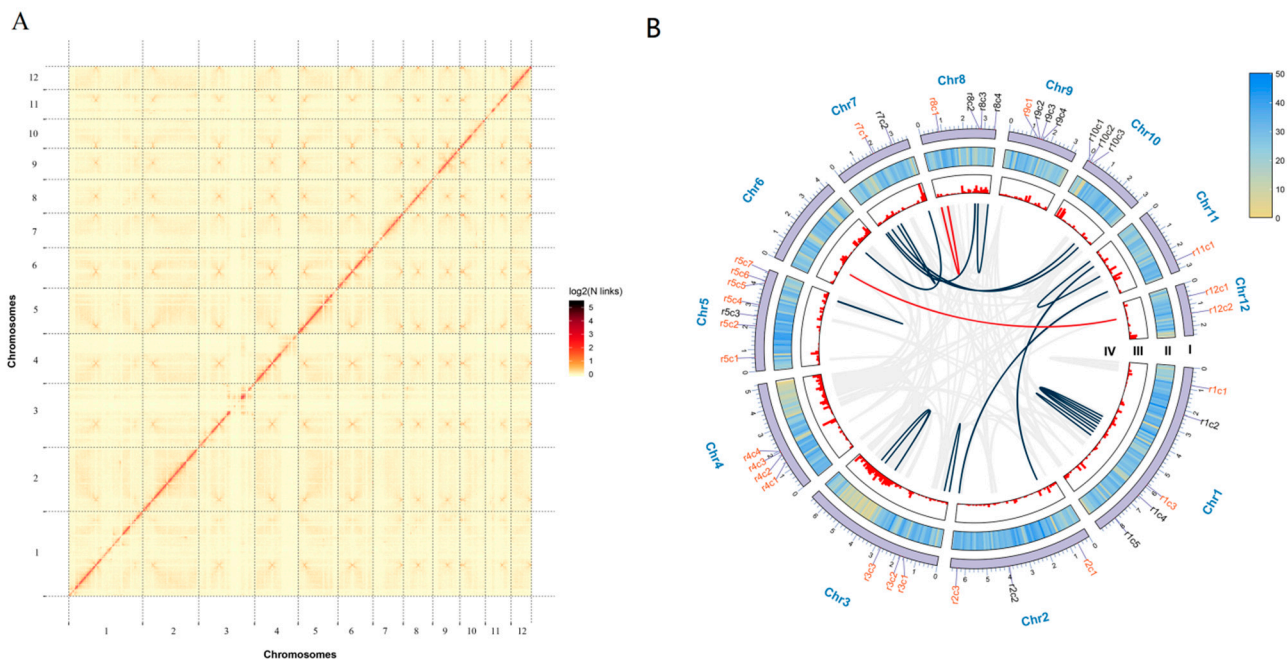 A
B
12
11
10
9
8
7
6
5
4
3
2
1
Chromosomes
1
2
3
4
5
6
7
8
9
10
11
12
Chromosomes
log2(N links)
5
4
3
2
1
0
50
40
30
20
10
0
Chr8
Chr9
Chr10
Chr11
Chr12
Chr1
Chr2
Chr3
Chr4
Chr5
Chr6
Chr7
r8c1
r8c2
r8c3
r8c4
r9c1
r9c2
r9c3
r9c4
r10c1
r10c2
r10c3
r11c1
r12c1
r12c2
r1c1
r1c2
r1c3
r1c4
r1c5
r2c1
r2c2
r2c3
r3c1
r3c2
r3c3
r4c1
r4c2
r4c3
r4c4
r5c1
r5c2
r5c3
r5c4
r5c5
r5c6
r5c7
r7c1
r7c2
IV
III
II
I